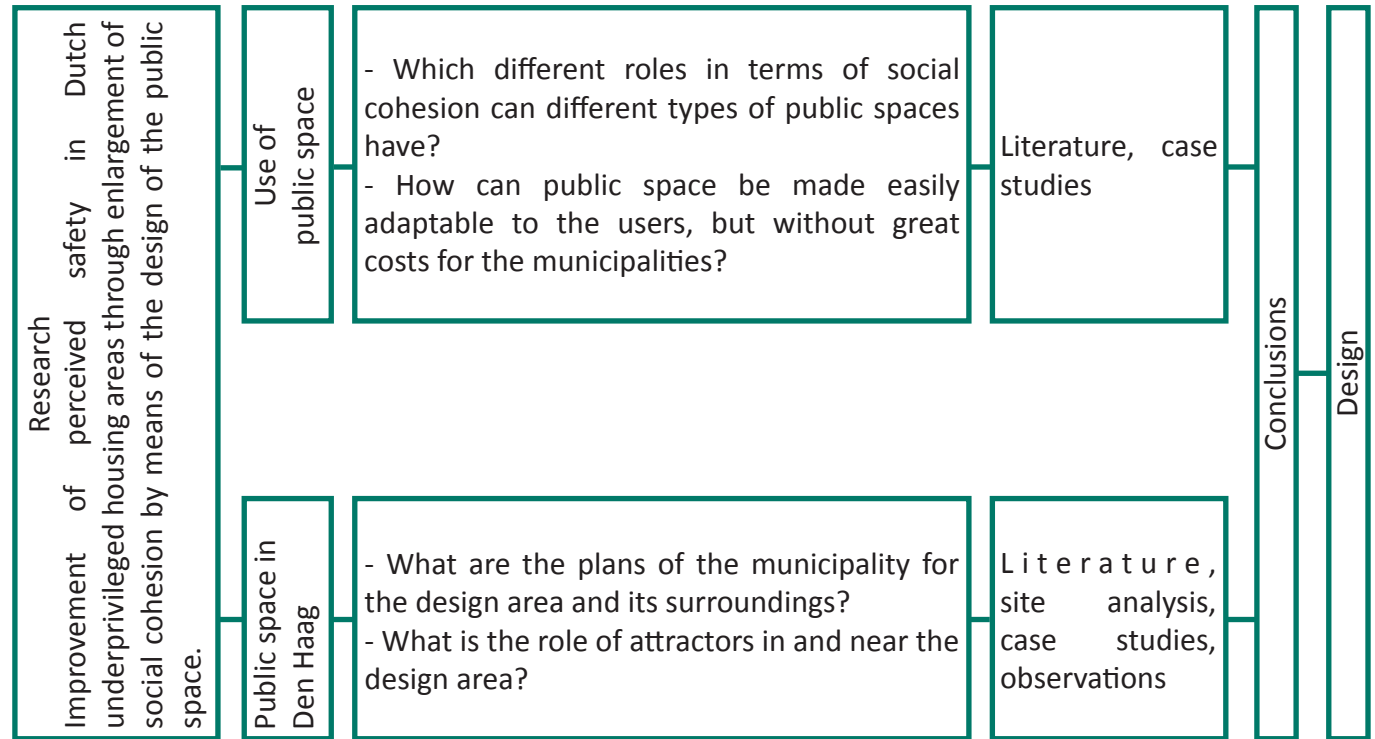 Research
Improvement of perceived safety in Dutch
underprivileged housing areas through enlargement of
social cohesion by means of the design of the public
space.
Use of
public space
- Which different roles in terms of social
cohesion can different types of public spaces
have?
- How can public space be made easily
adaptable to the users, but without great
costs for the municipalities?
Literature, case
studies
Public space in
Den Haag
- What are the plans of the municipality for
the design area and its surroundings?
- What is the role of attractors in and near the
design area?
Literature,
site analysis,
case studies,
observations
Conclusions
Design